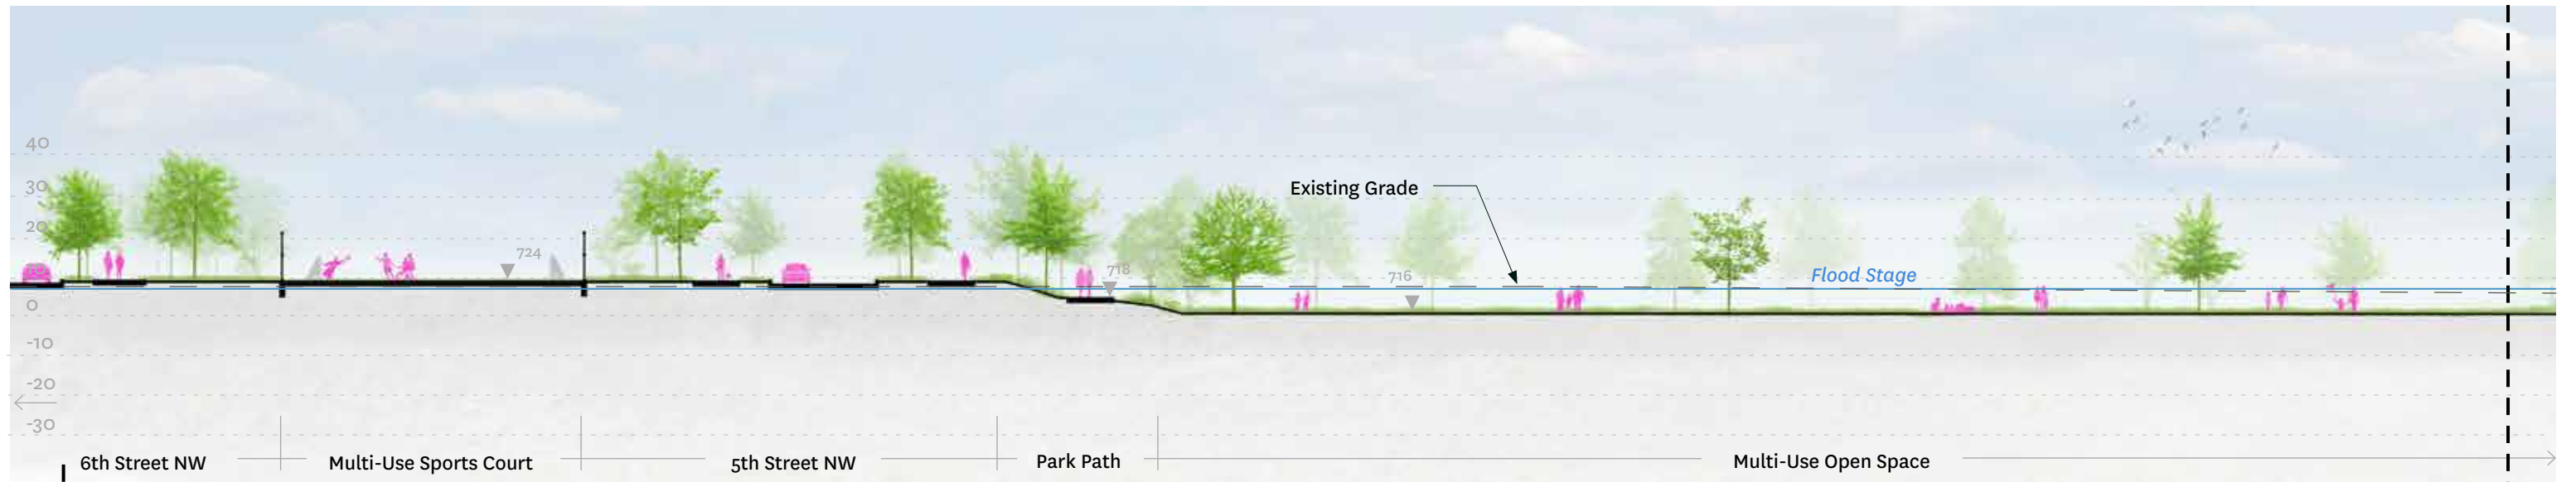 40
30
20
10
0
-10
-20
-30
724
718
716
Existing Grade
Flood Stage
6th Street NW
Multi-Use Sports Court
5th Street NW
Park Path
Multi-Use Open Space